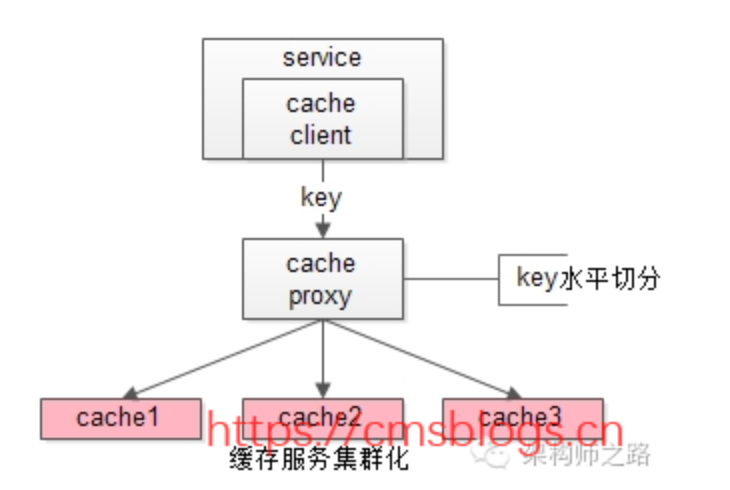 service
cache
client
key
cache
proxy
key水平切分
cache1
cache2
cache3
https://cmsblogs.cn
缓存服务集群化
架构师之路